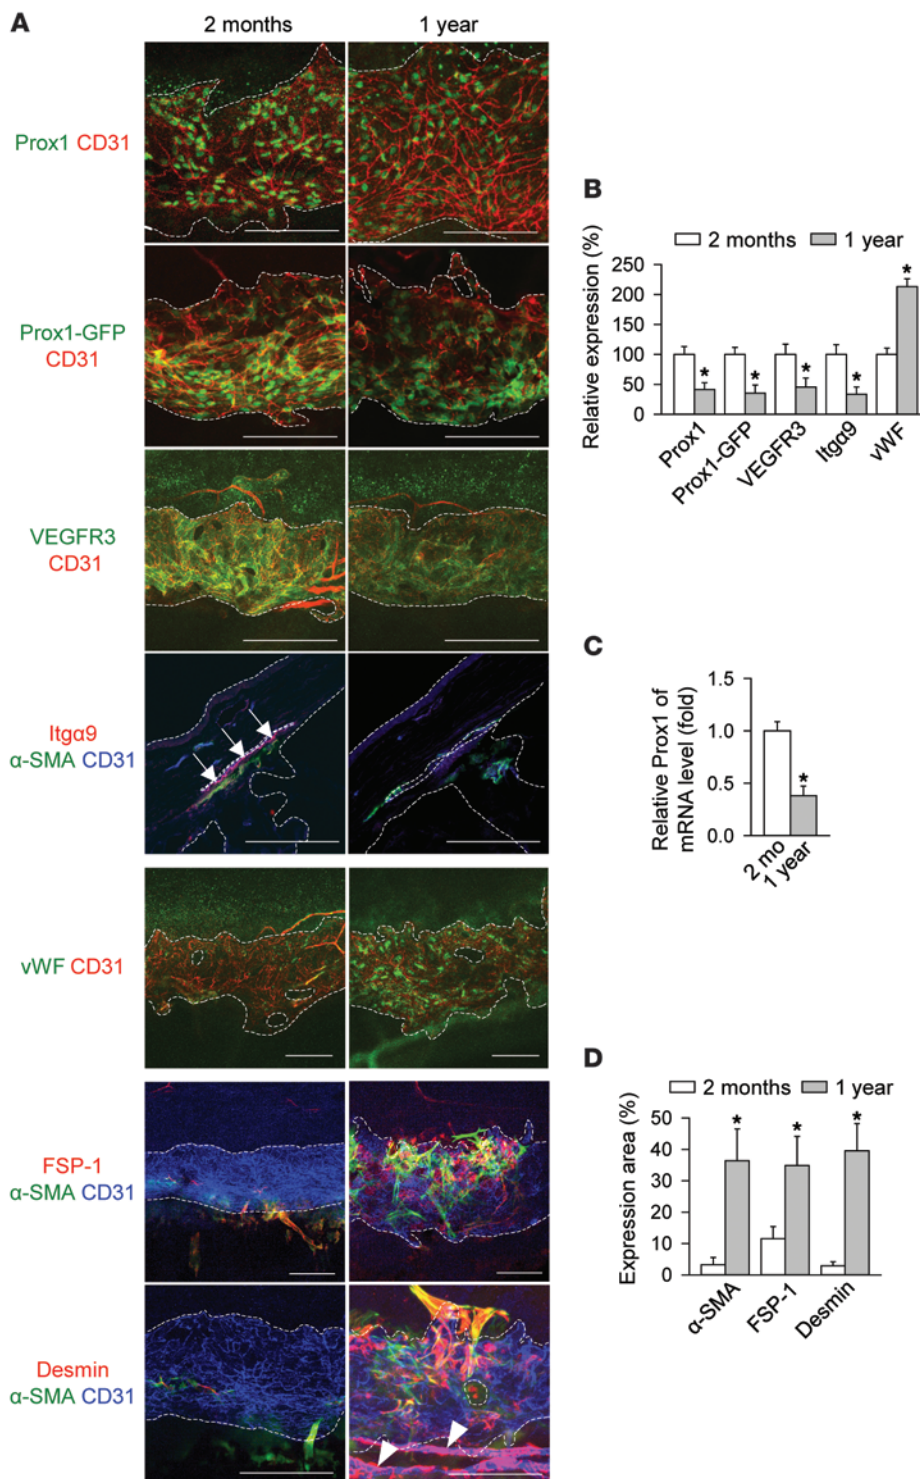 A
2 months 1 year
Prox1 CD31
Prox1-GFP
CD31
VEGFR3
CD31
Itgα9
α-SMA CD31
vWF CD31
FSP-1
α-SMA CD31
Desmin
α-SMA CD31
B
2 months 1 year
Relative expression (%)
250
200
150
100
50
0
* * * * *
Prox1 Prox1-GFP VEGFR3 Itgα9 vWF
C
Relative Prox1 of
mRNA level (fold)
1.5
1.0
0.5
0.0
*
2 mo 1 year
D
2 months 1 year
Expression area (%)
50
40
30
20
10
0
* * *
α-SMA FSP-1 Desmin